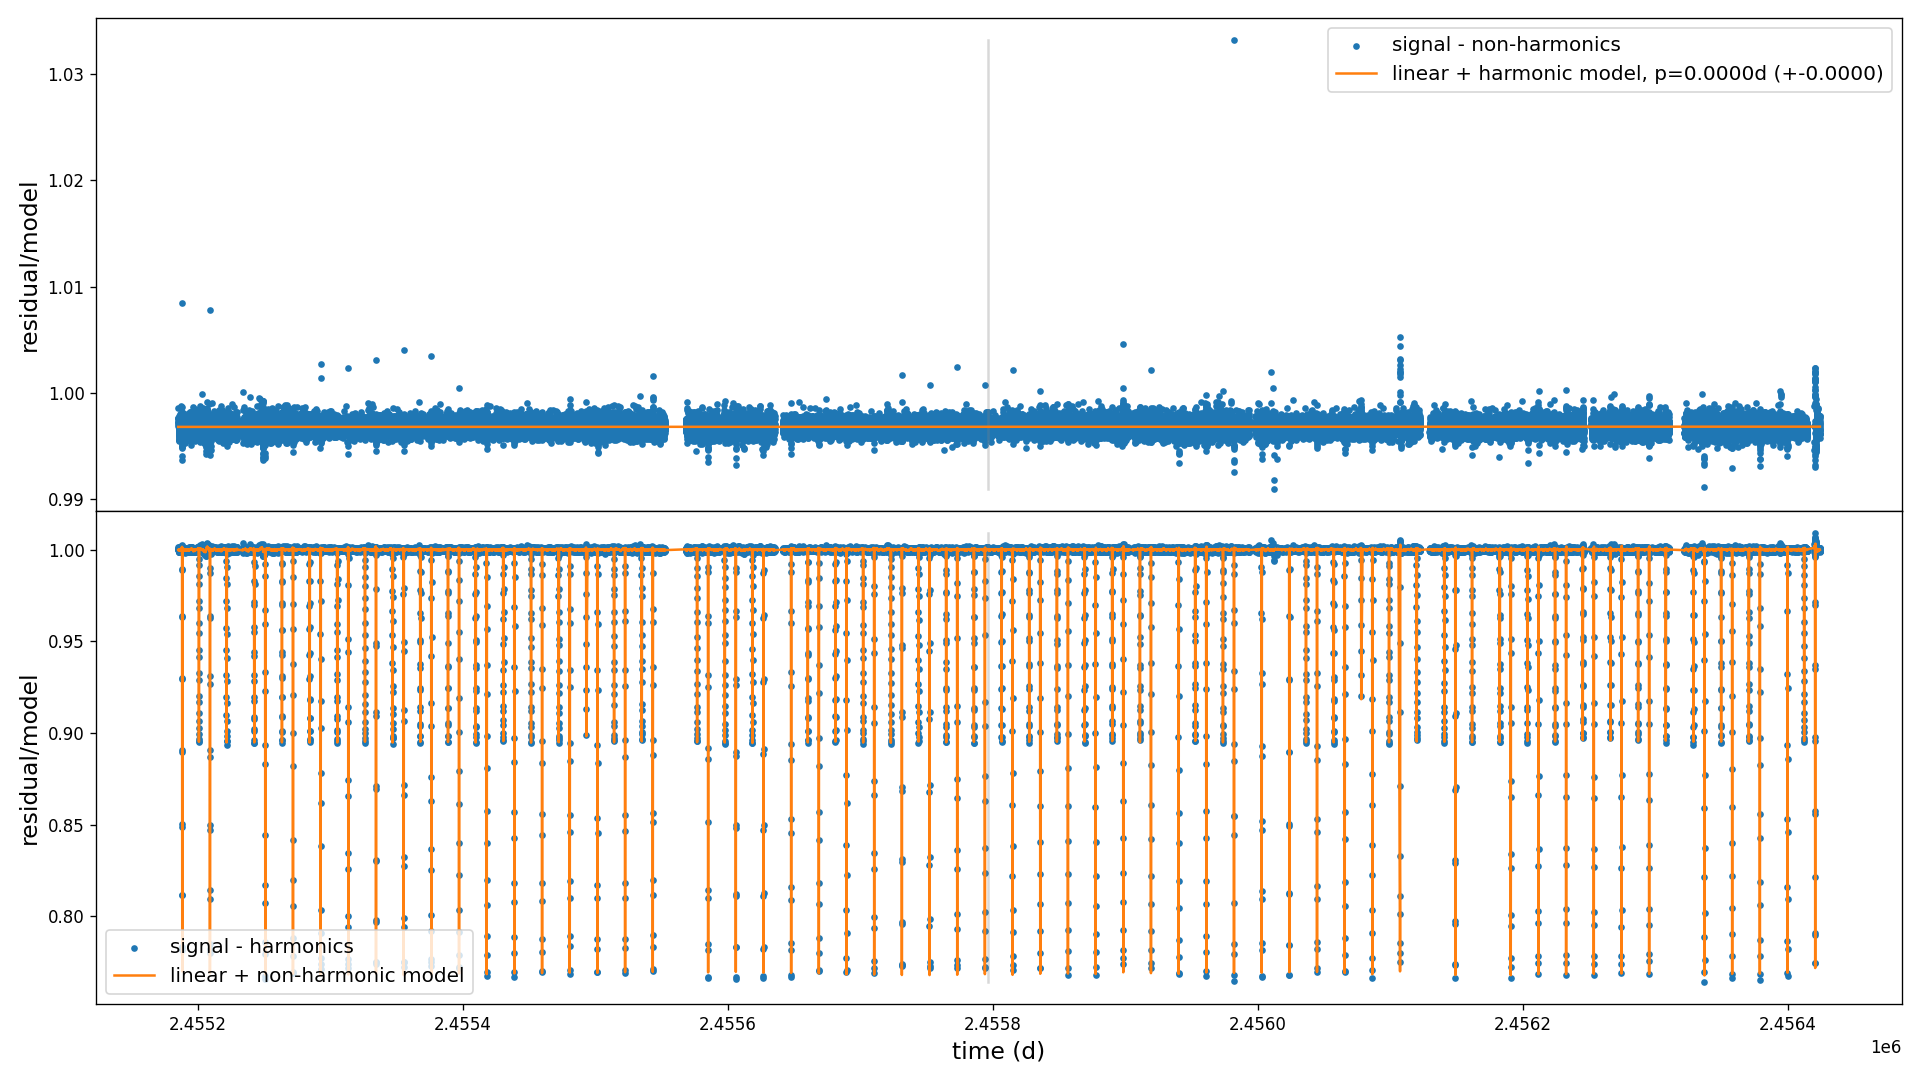 signal - non-harmonics
linear + harmonic model, p=0.0000d (+-0.0000)
residual/model
1.03
1.02
1.01
1.00
0.99
residual/model
1.00
0.95
0.90
0.85
0.80
signal - harmonics
linear + non-harmonic model
2.4552
2.4554
2.4556
2.4558
2.4560
2.4562
2.4564
time (d)
1e6